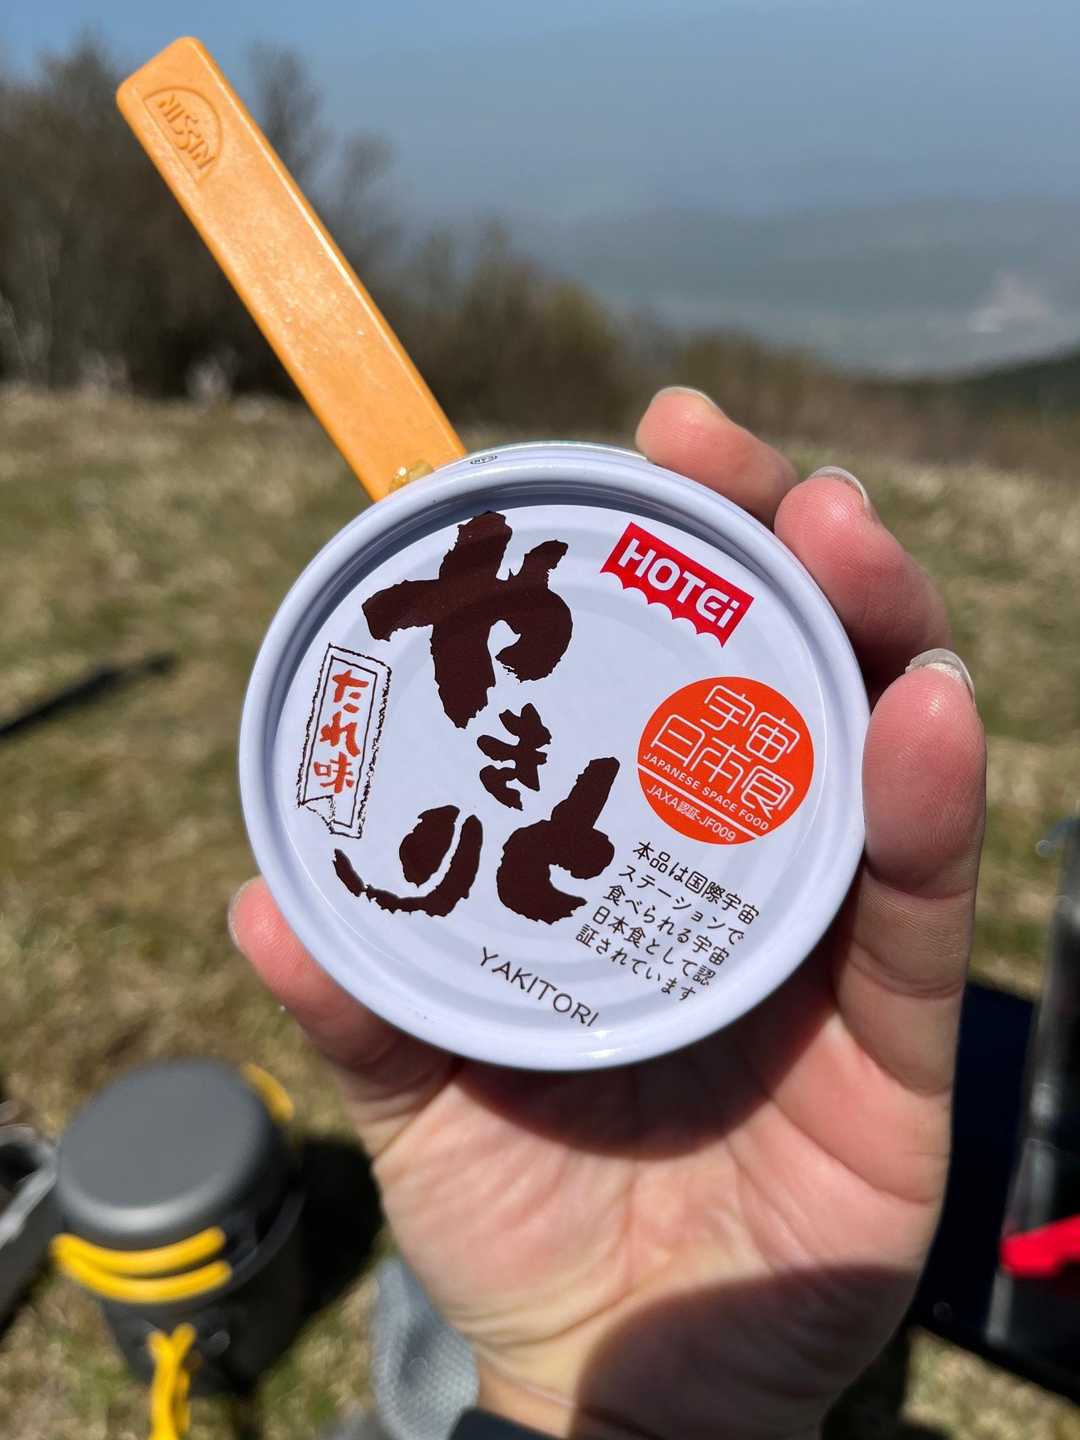 NISSIN
HOTEi
やきとり
たれ味
宇宙
日本食
JAPANESE SPACE FOOD
JAXA認証-JF009
本品は国際宇宙
ステーションで
食べられる宇宙
日本食として認
証されています
YAKITORI